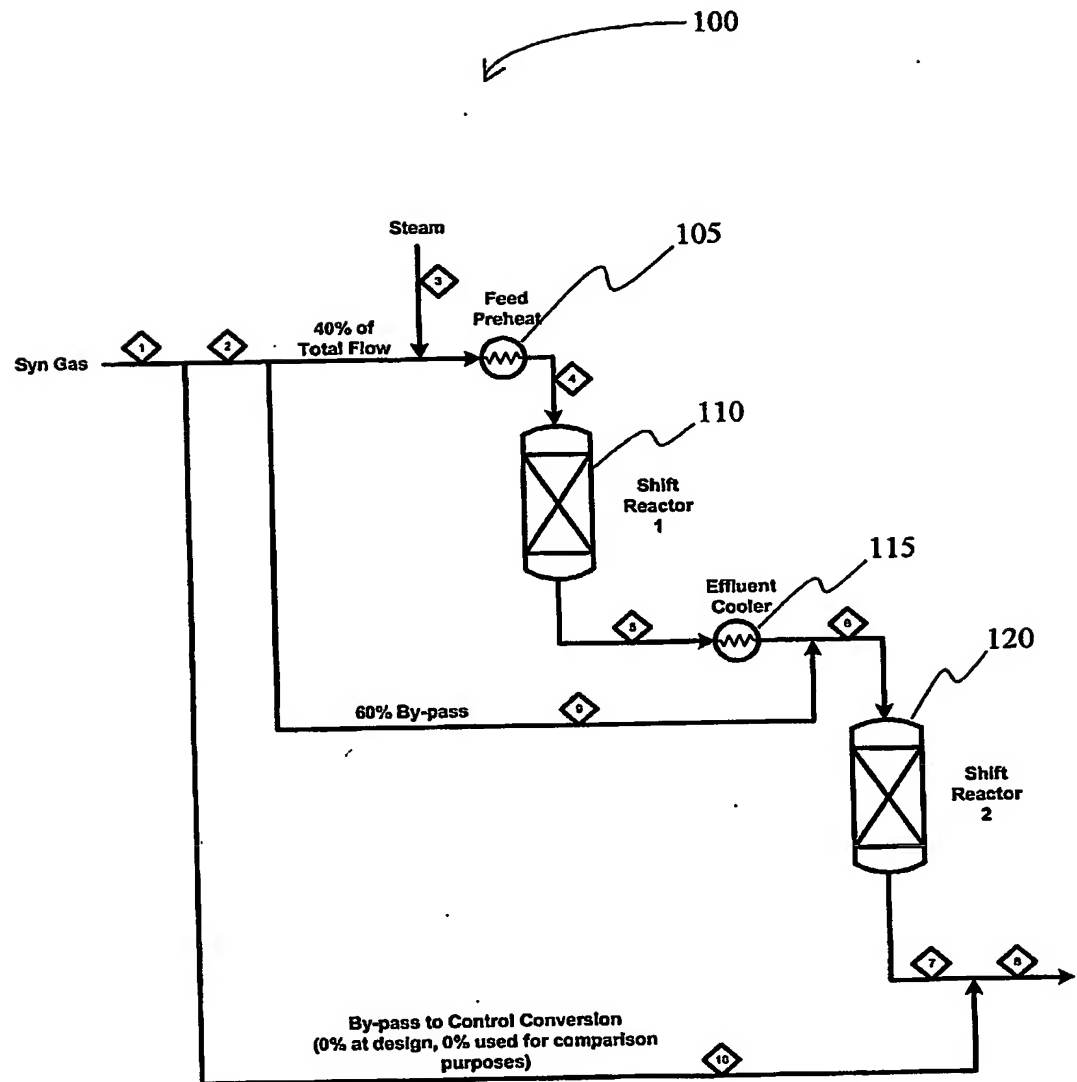 100
Steam
105
3
Feed
Preheat
40% of
Total Flow
1
2
Syn Gas
4
110
Shift
Reactor
1
115
Effluent
Cooler
5
6
120
60% By-pass
9
Shift
Reactor
2
7
8
By-pass to Control Conversion
(0% at design, 0% used for comparison
purposes)
10